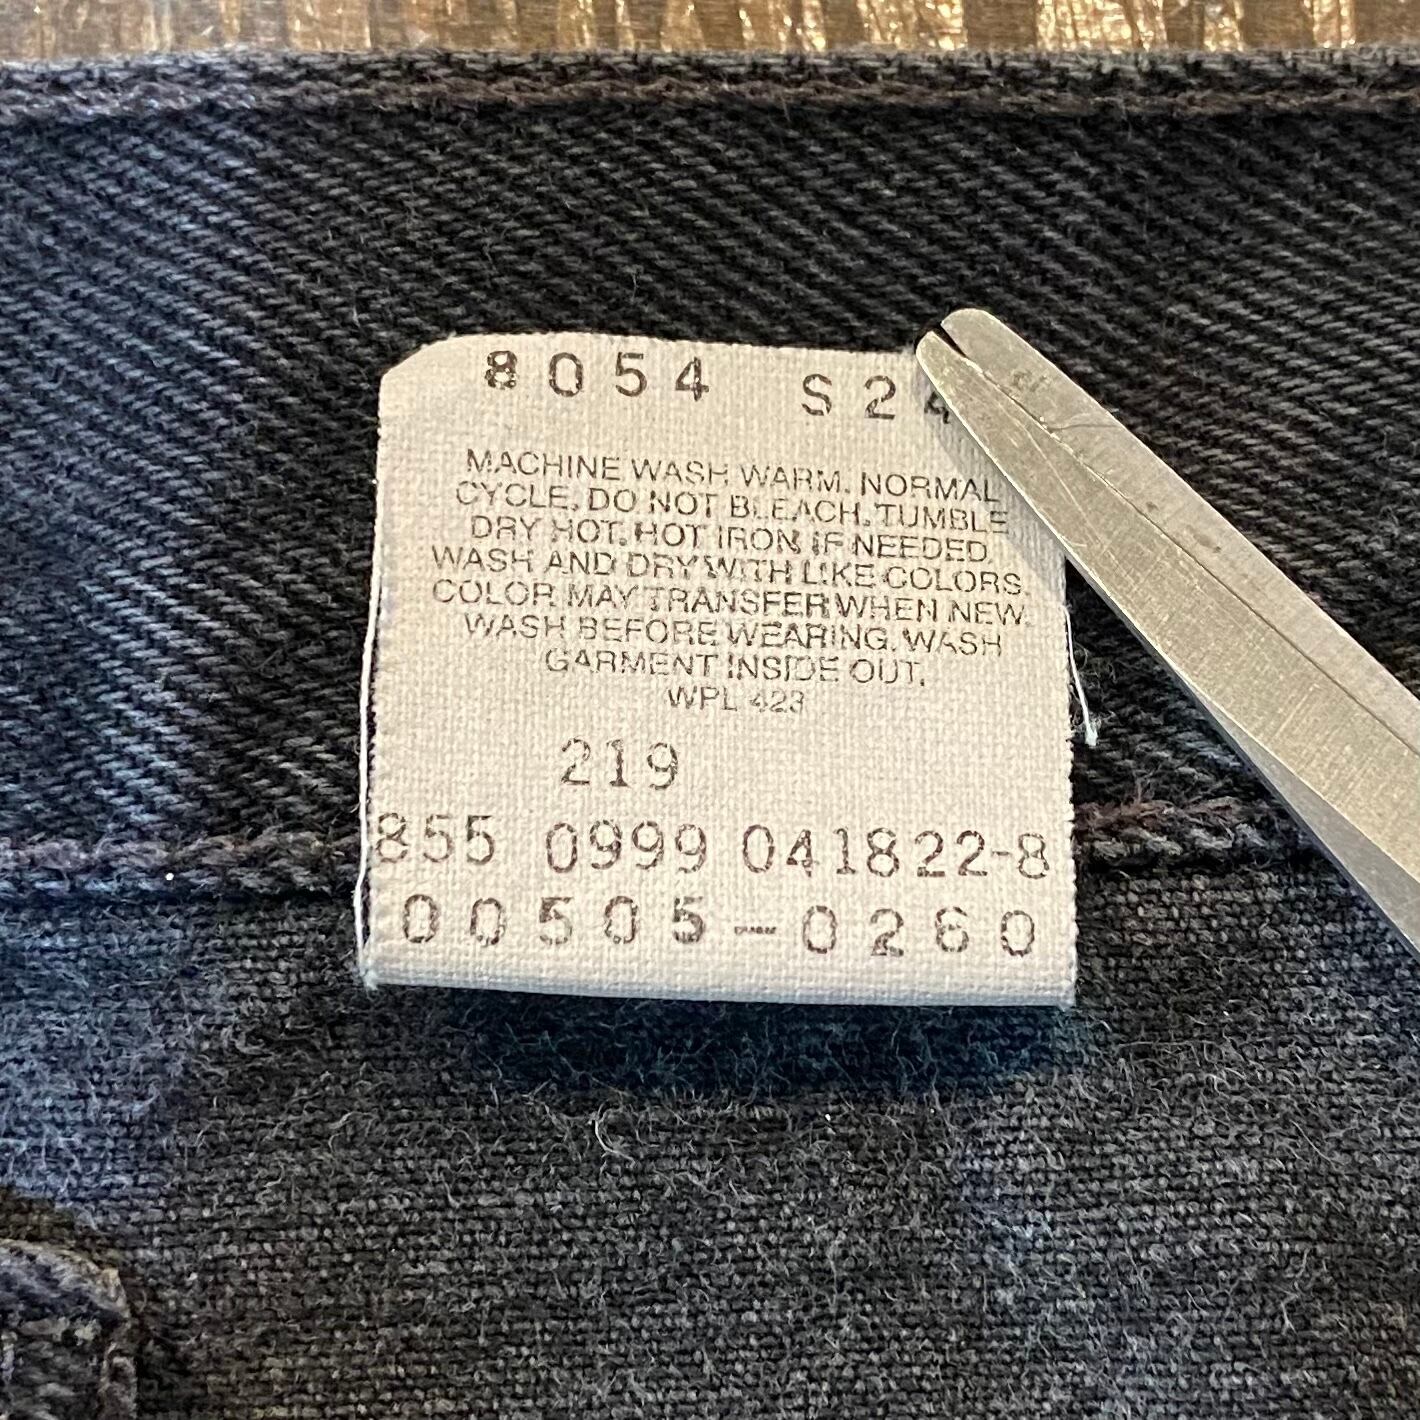 8054 S24
MACHINE WASH WARM. NORMAL
CYCLE. DO NOT BLEACH. TUMBLE
DRY HOT. HOT IRON IF NEEDED.
WASH AND DRY WITH LIKE COLORS.
COLOR MAY TRANSFER WHEN NEW.
WASH BEFORE WEARING. WASH
GARMENT INSIDE OUT.
WPL 423
219
855 0999 041822-8
00505-0260